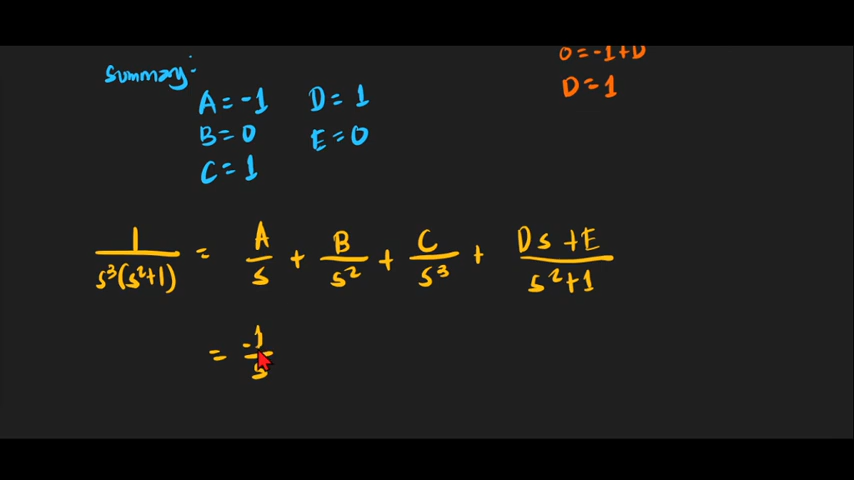 0 = -1 + D
Summary:
A = -1 D = 1
D = 1
B = 0 E = 0
C = 1
1/(s³(s²+1)) = A/s + B/s² + C/s³ + (Ds + E)/(s² + 1)
= -1/s